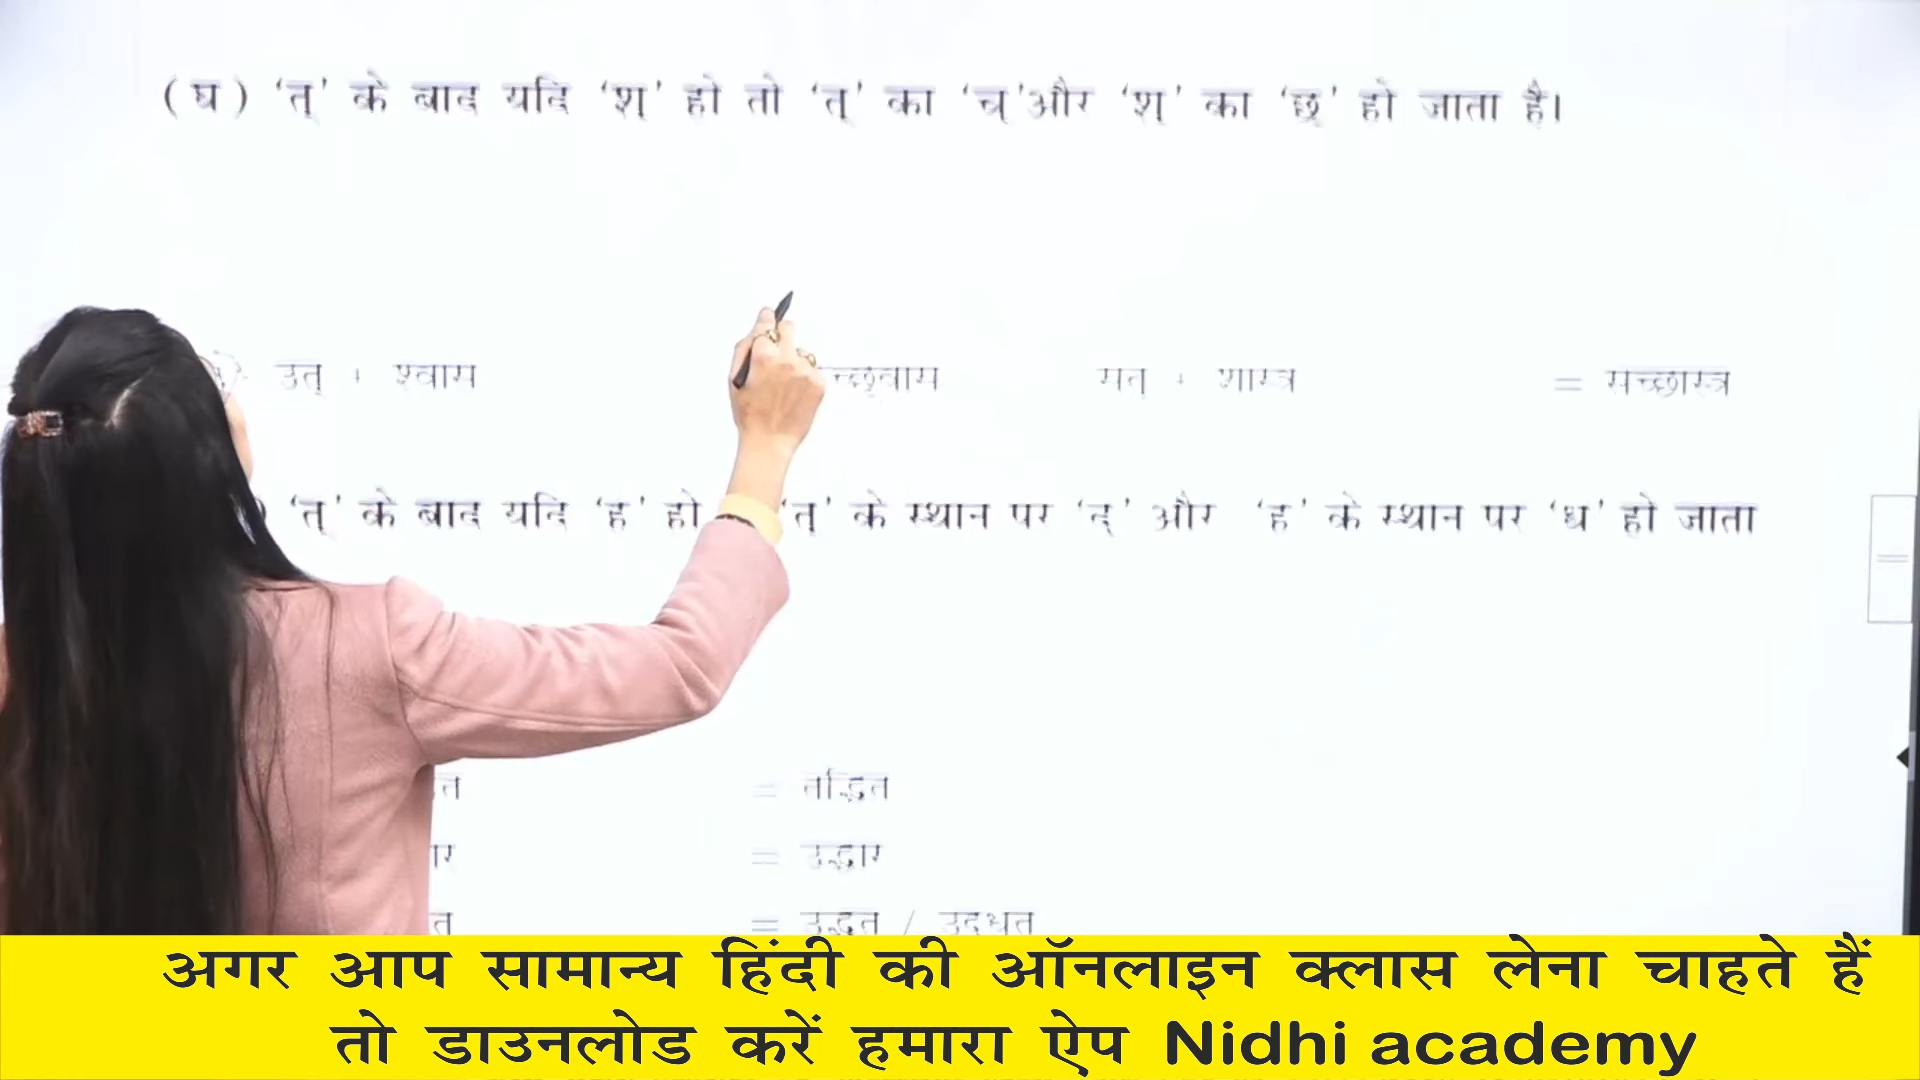 (घ) ‘त्’ के बाद यदि ‘श्’ हो तो ‘त्’ का ‘च्’और ‘श्’ का ‘छ्’ हो जाता है।
उत् + श्वास सत् + शास्त्र = सच्छास्त्र
‘त्’ के बाद यदि ‘ह’ हो ‘त्’ के स्थान पर ‘द्’ और ‘ह’ के स्थान पर ‘ध’ हो जाता
= तद्धित
= उद्धार
= उद्धत / उद्धृत
अगर आप सामान्य हिंदी की ऑनलाइन क्लास लेना चाहते हैं
तो डाउनलोड करें हमारा ऐप Nidhi academy